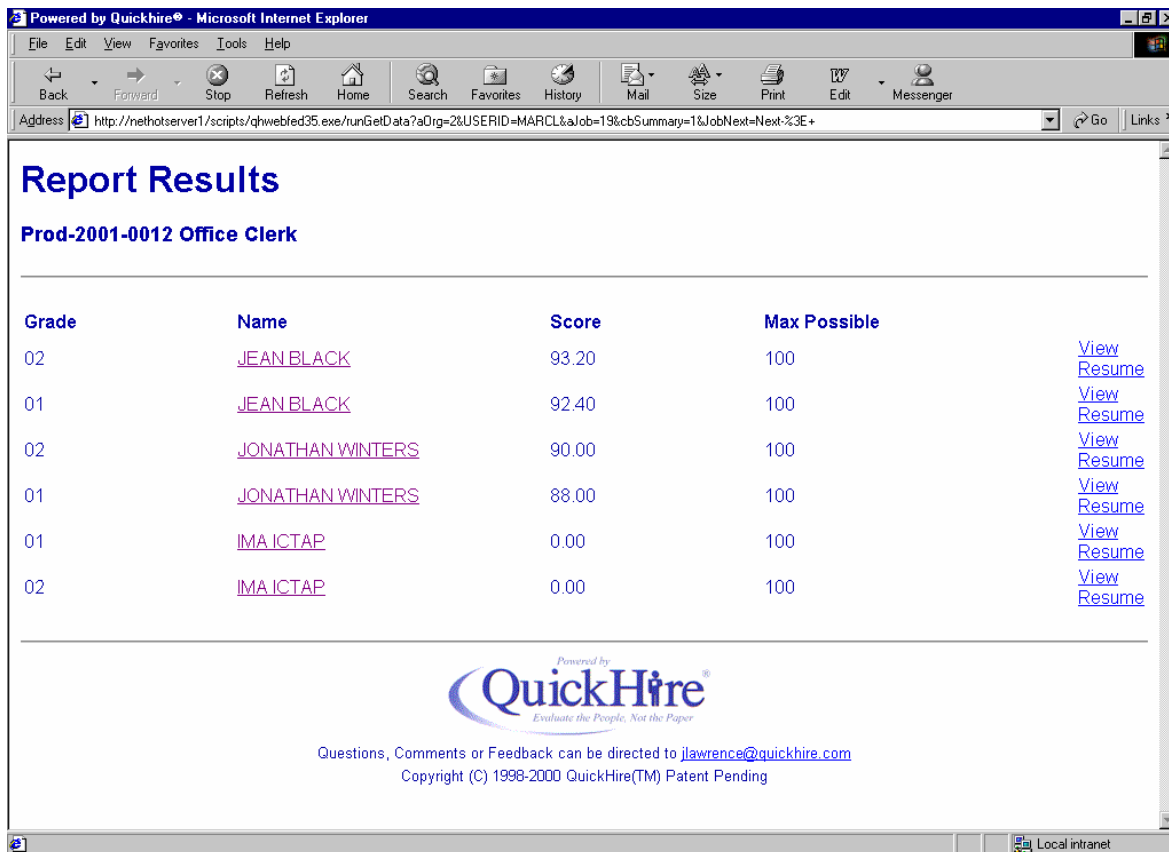 Powered by Quickhire® - Microsoft Internet Explorer
File Edit View Favorites Tools Help
Back Forward Stop Refresh Home Search Favorites History Mail Size Print Edit Messenger
Address http://nethotserver1/scripts/qhwebfed35.exe/runGetData?aOrg=2&USERID=MARCL&aJob=19&cbSummary=1&JobNext=Next-%3E+ Go Links
Report Results
Prod-2001-0012 Office Clerk
Grade Name Score Max Possible
02 JEAN BLACK 93.20 100 View Resume
01 JEAN BLACK 92.40 100 View Resume
02 JONATHAN WINTERS 90.00 100 View Resume
01 JONATHAN WINTERS 88.00 100 View Resume
01 IMA ICTAP 0.00 100 View Resume
02 IMA ICTAP 0.00 100 View Resume
Powered by
QuickHire®
Evaluate the People, Not the Paper
Questions, Comments or Feedback can be directed to jlawrence@quickhire.com
Copyright (C) 1998-2000 QuickHire(TM) Patent Pending
Local intranet